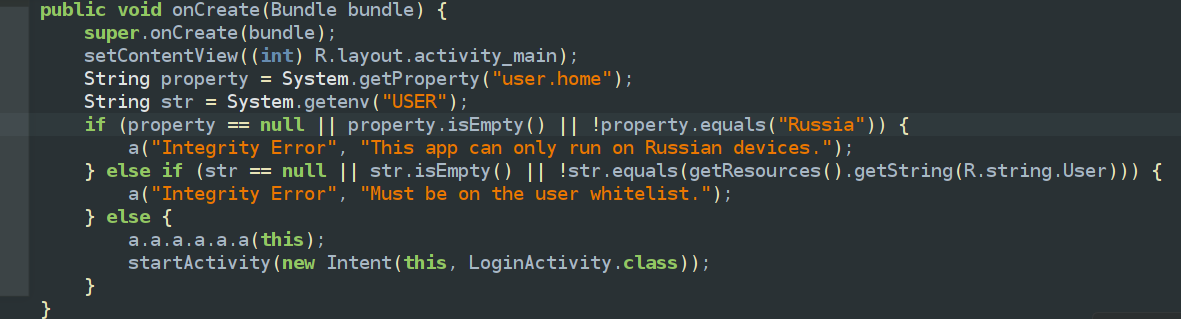 public void onCreate(Bundle bundle) {
super.onCreate(bundle);
setContentView((int) R.layout.activity_main);
String property = System.getProperty("user.home");
String str = System.getenv("USER");
if (property == null || property.isEmpty() || !property.equals("Russia")) {
a("Integrity Error", "This app can only run on Russian devices.");
} else if (str == null || str.isEmpty() || !str.equals(getResources().getString(R.string.User))) {
a("Integrity Error", "Must be on the user whitelist.");
} else {
a.a.a.a.a.a(this);
startActivity(new Intent(this, LoginActivity.class));
}
}